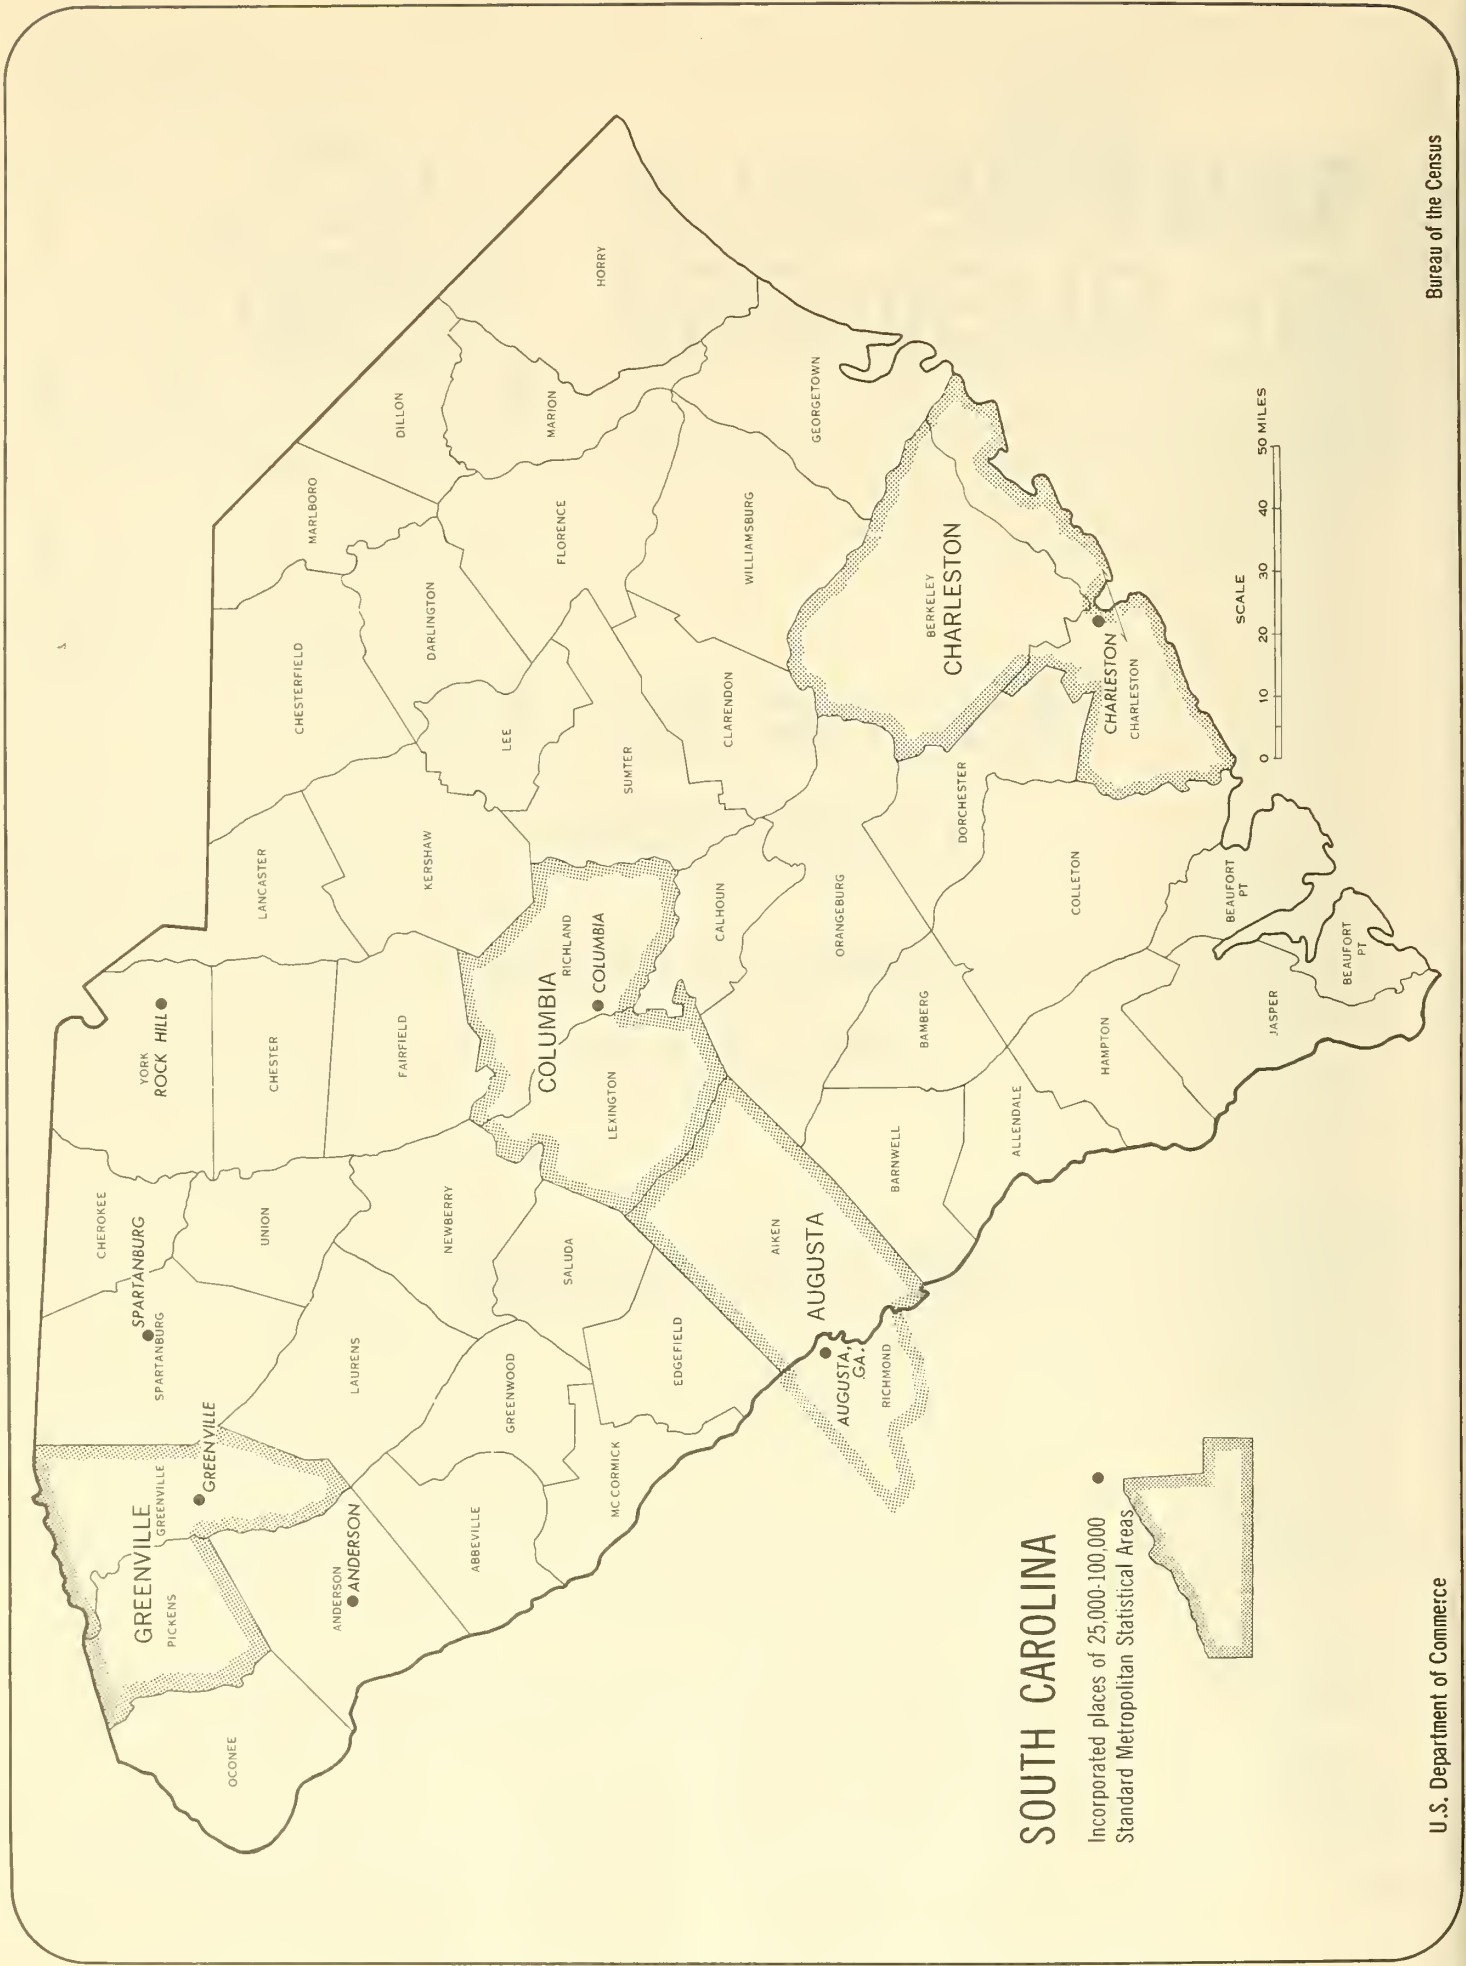 OCONEE
PICKENS
GREENVILLE
GREENVILLE
GREENVILLE
SPARTANBURG
SPARTANBURG
CHEROKEE
YORK
ROCK HILL
UNION
CHESTER
LANCASTER
CHESTERFIELD
MARLBORO
DILLON
ANDERSON
ANDERSON
LAURENS
NEWBERRY
FAIRFIELD
KERSHAW
DARLINGTON
LEE
FLORENCE
MARION
HORRY
ABBEVILLE
GREENWOOD
SALUDA
MC CORMICK
EDGEFIELD
LEXINGTON
COLUMBIA
RICHLAND
COLUMBIA
SUMTER
CALHOUN
CLARENDON
WILLIAMSBURG
GEORGETOWN
AIKEN
AUGUSTA
AUGUSTA,
GA.
RICHMOND
BARNWELL
BAMBERG
ORANGEBURG
DORCHESTER
BERKELEY
CHARLESTON
CHARLESTON
CHARLESTON
ALLENDALE
HAMPTON
COLLETON
JASPER
BEAUFORT
PT
BEAUFORT
PT
SCALE
0 10 20 30 40 50 MILES
SOUTH CAROLINA
Incorporated places of 25,000-100,000
Standard Metropolitan Statistical Areas
U.S. Department of Commerce
Bureau of the Census